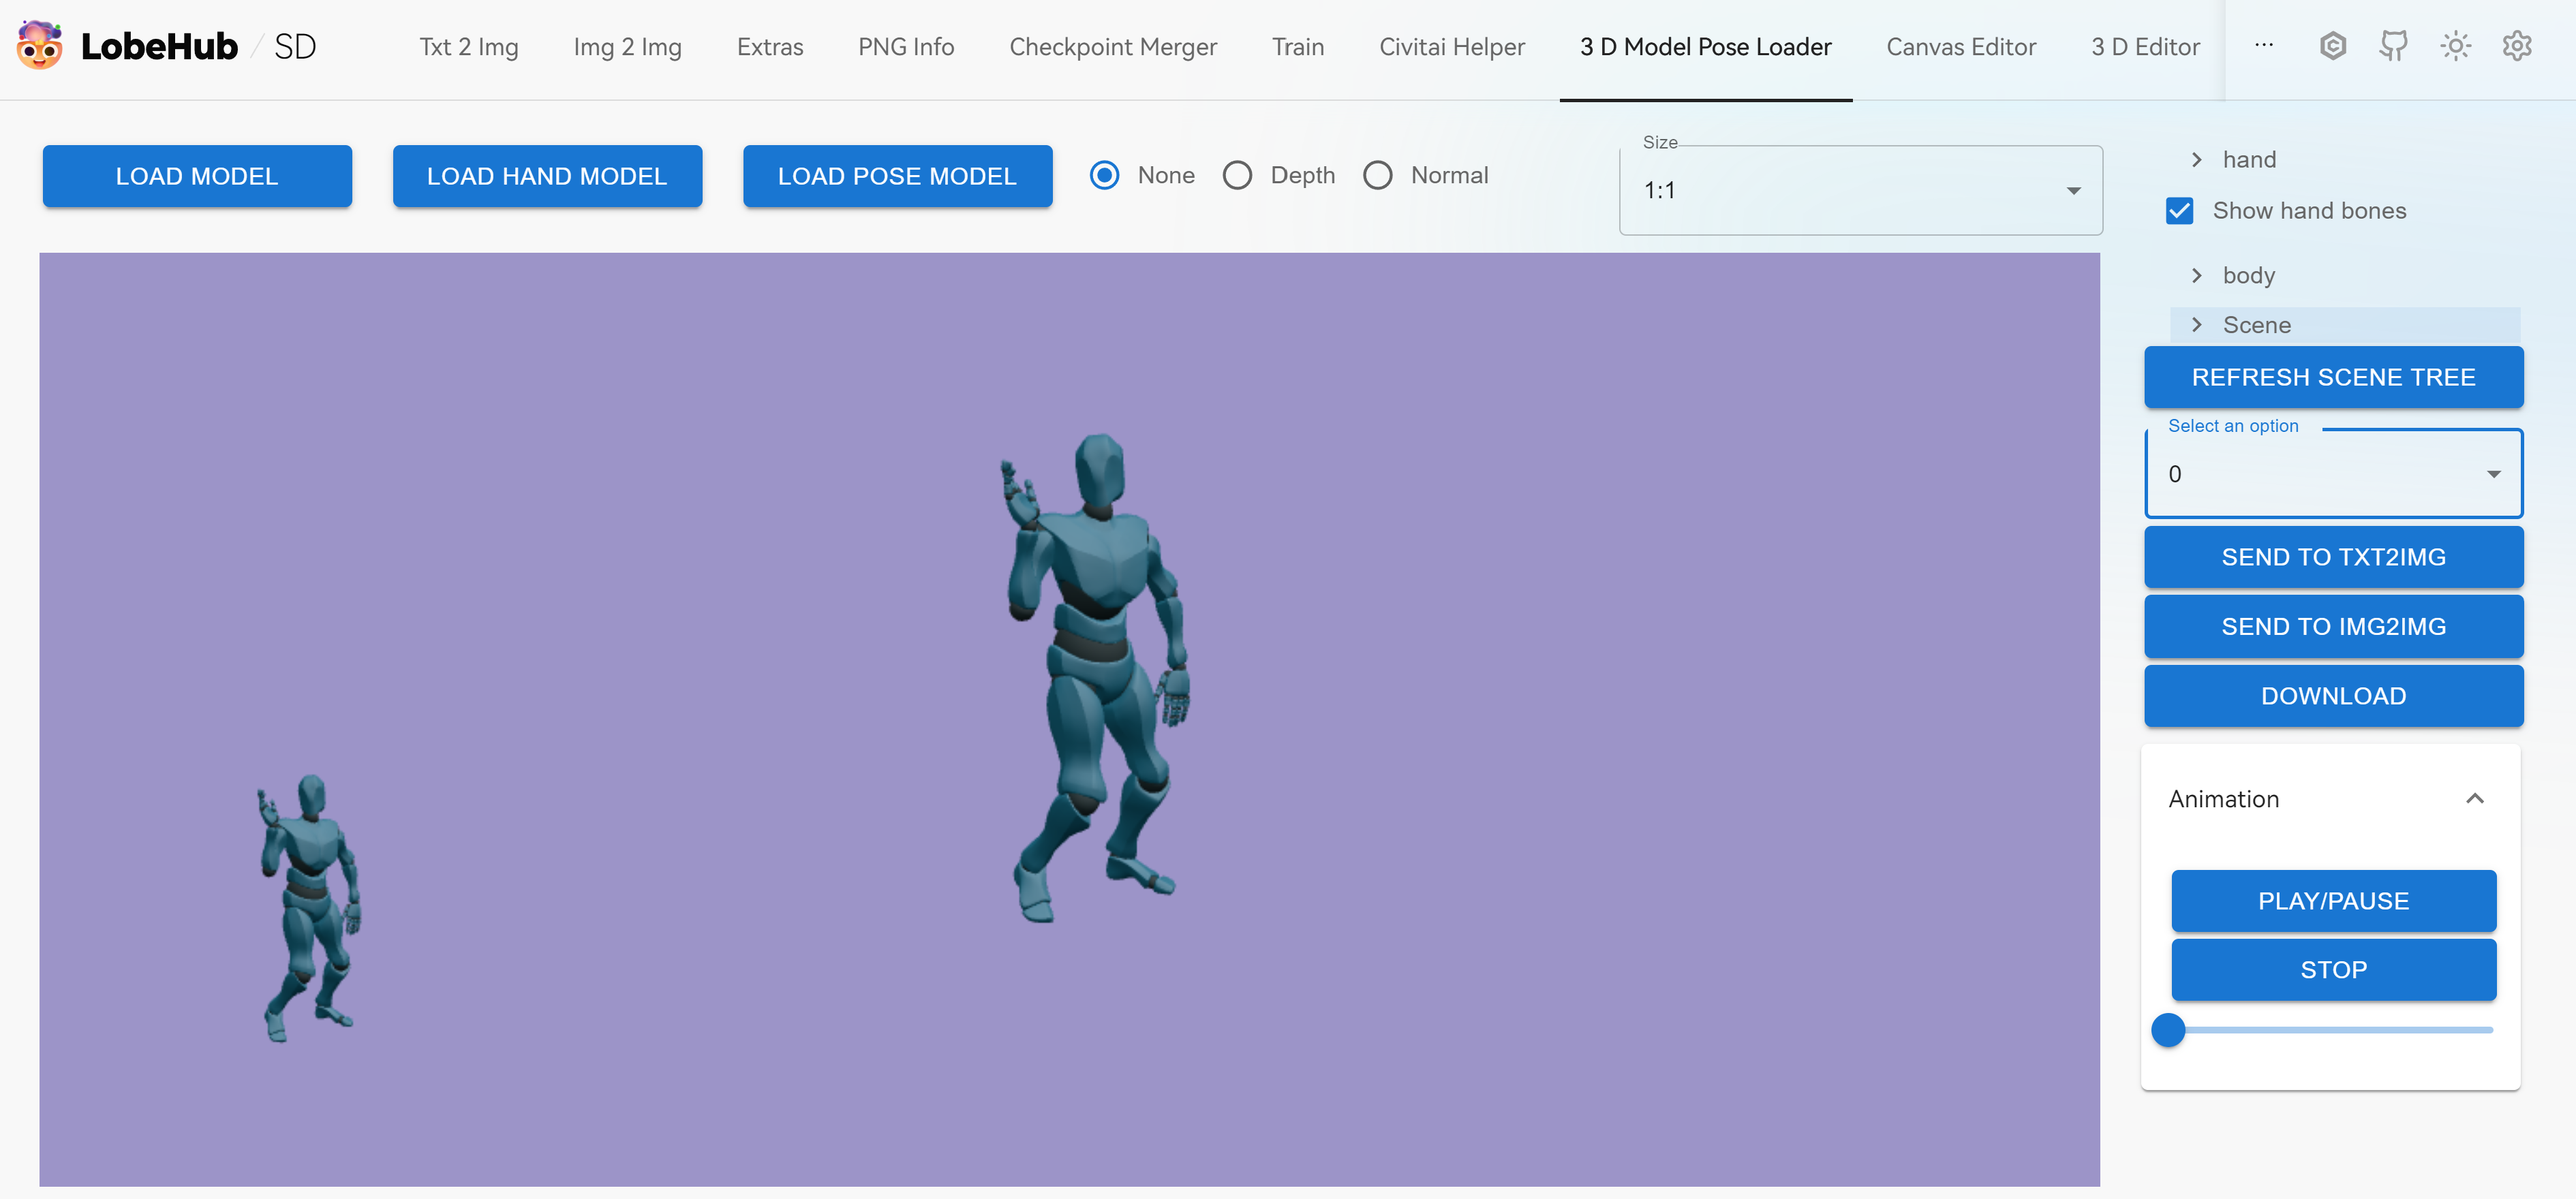 LobeHub / SD
Txt 2 Img
Img 2 Img
Extras
PNG Info
Checkpoint Merger
Train
Civitai Helper
3 D Model Pose Loader
Canvas Editor
3 D Editor
...
LOAD MODEL
LOAD HAND MODEL
LOAD POSE MODEL
None
Depth
Normal
Size
1:1
hand
Show hand bones
body
Scene
REFRESH SCENE TREE
Select an option
0
SEND TO TXT2IMG
SEND TO IMG2IMG
DOWNLOAD
Animation
PLAY/PAUSE
STOP